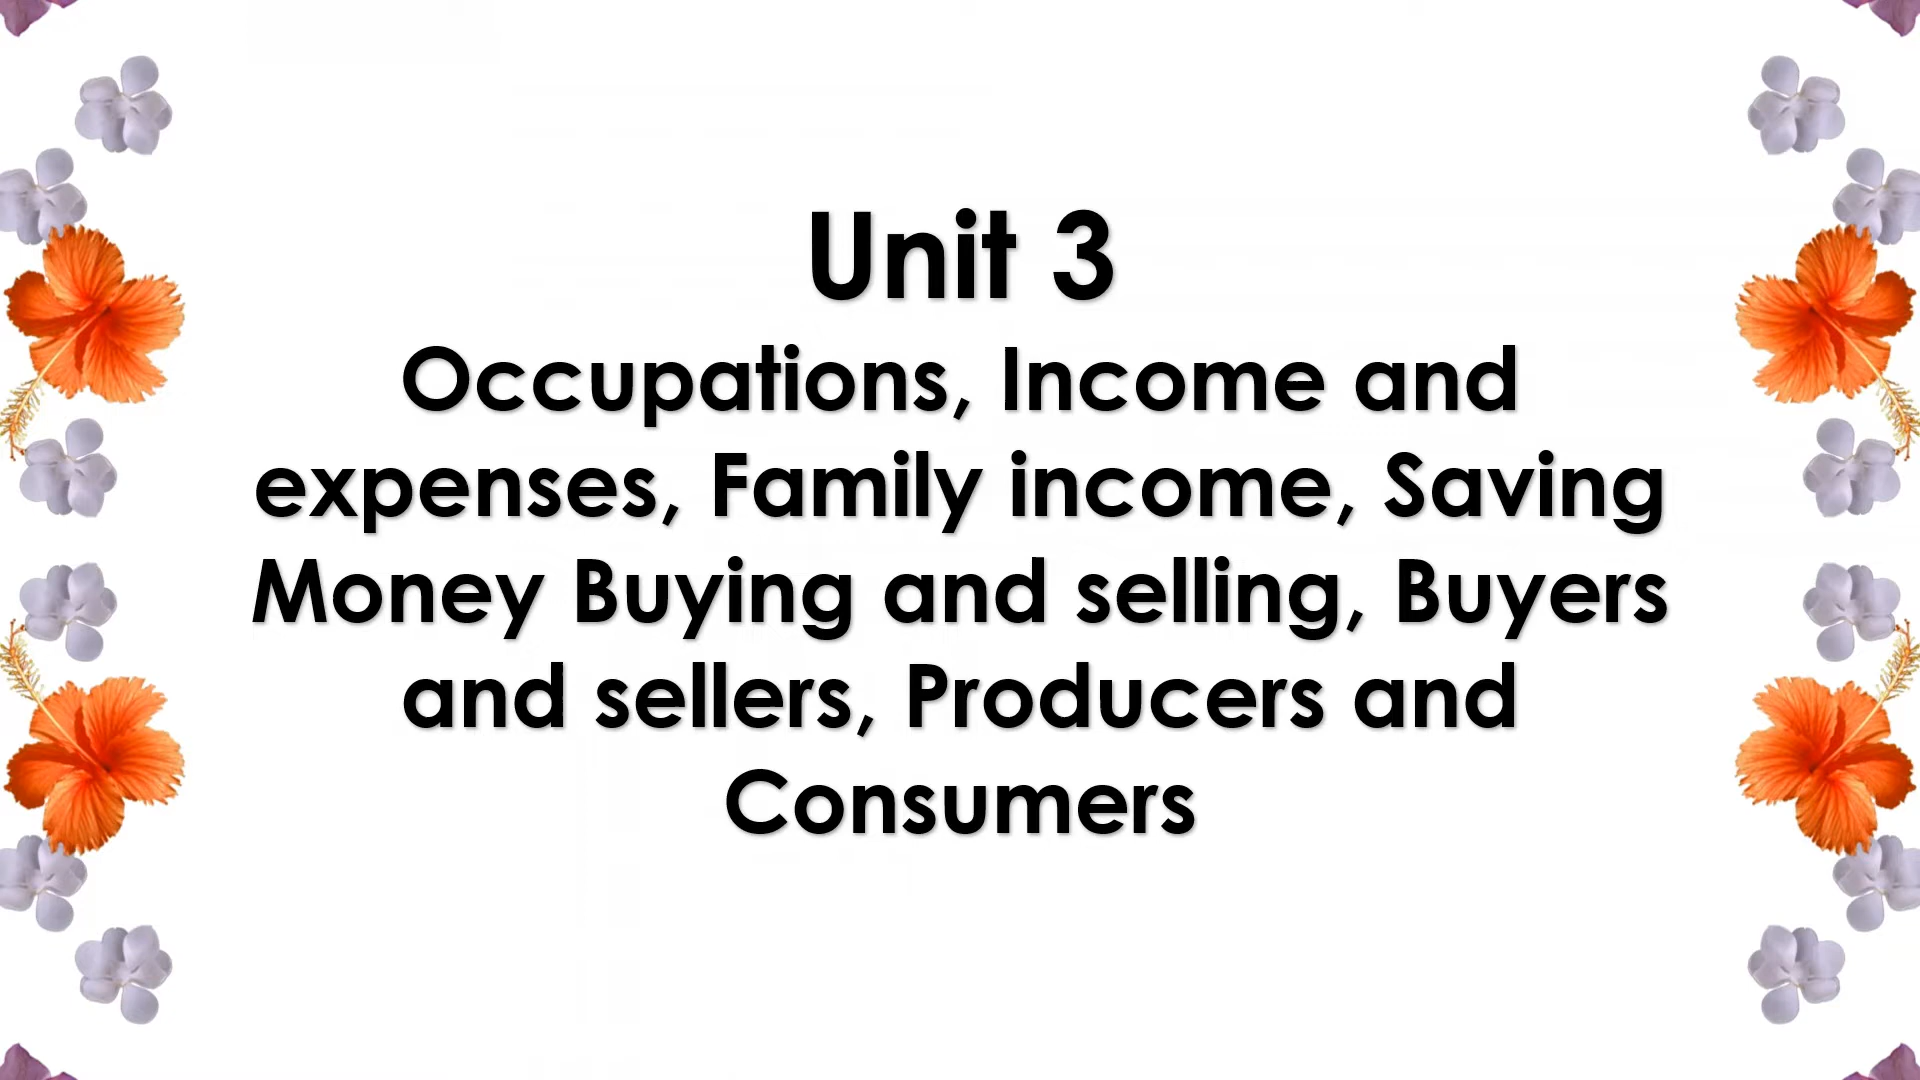 Unit 3
Occupations, Income and
expenses, Family income, Saving
Money Buying and selling, Buyers
and sellers, Producers and
Consumers